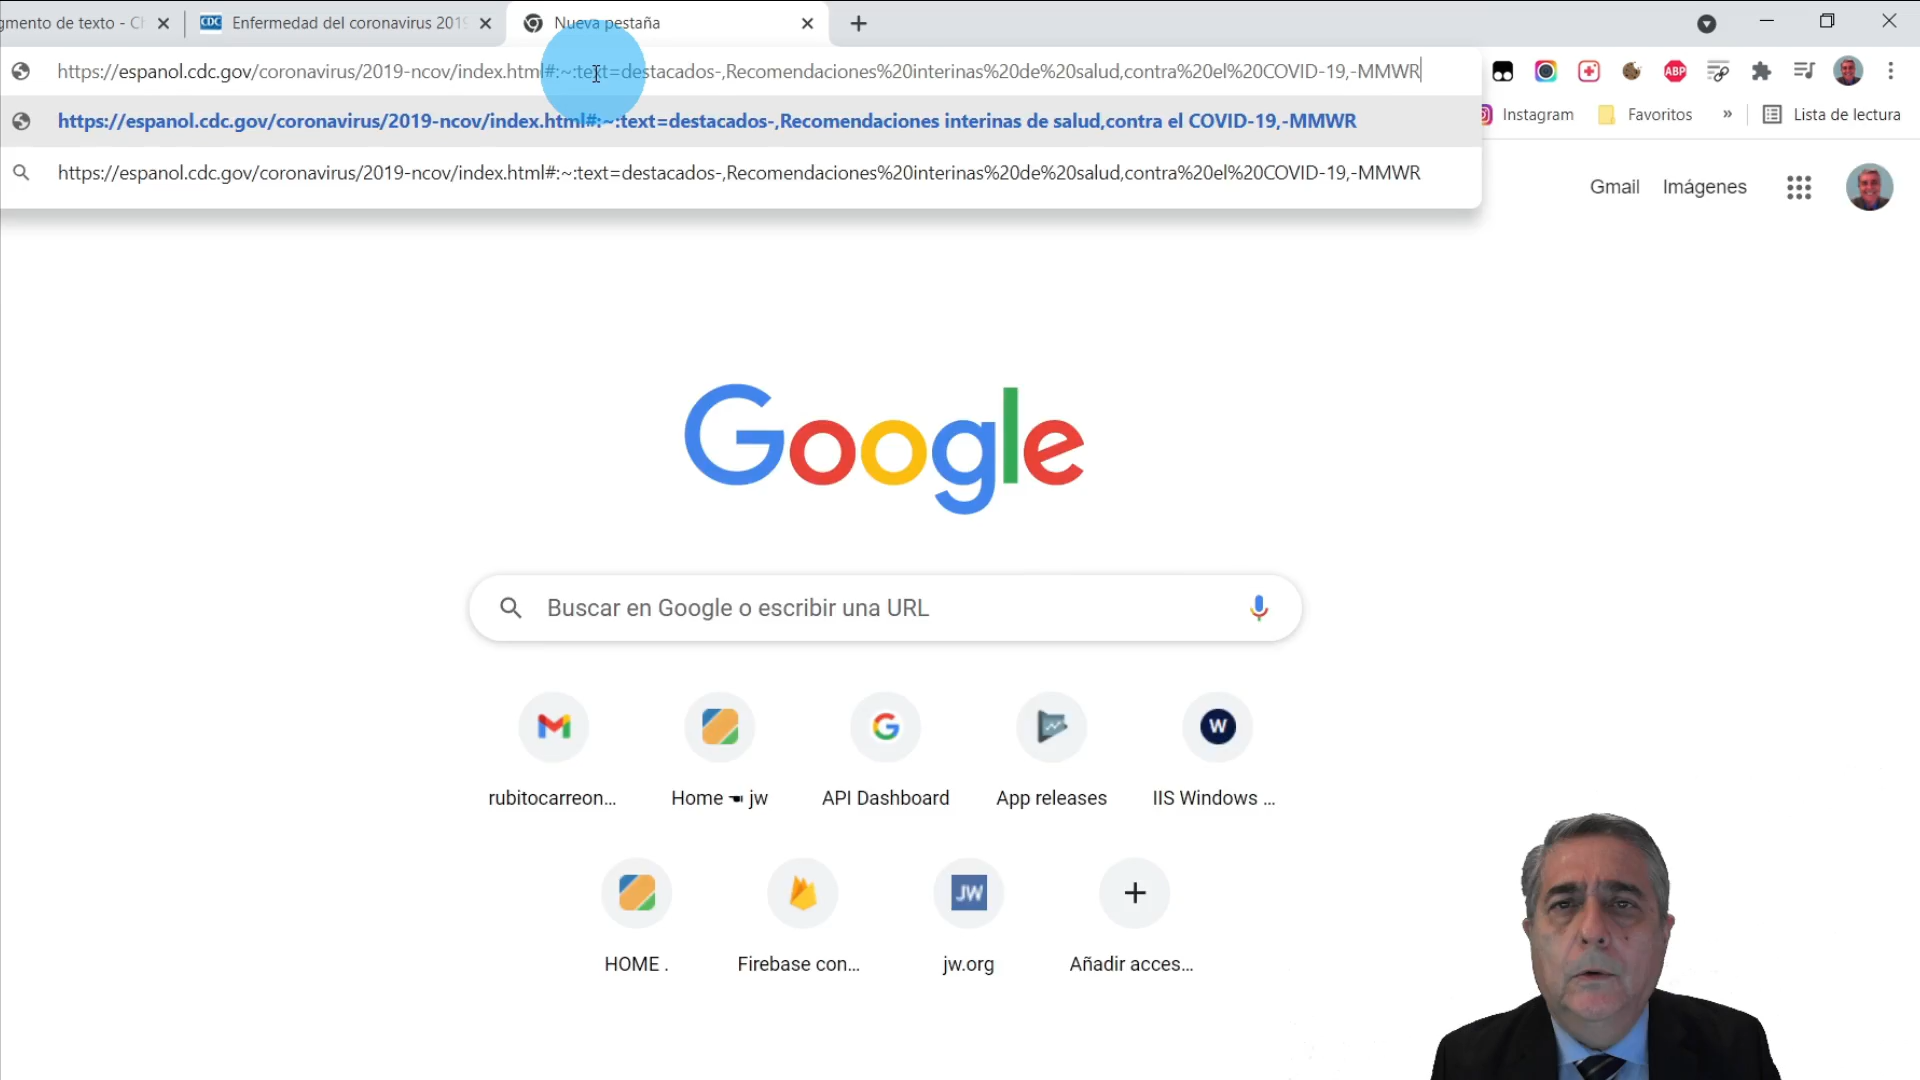 gmento de texto - Ch
CDC
Enfermedad del coronavirus 2019
Nueva pestaña
https://espanol.cdc.gov/coronavirus/2019-ncov/index.html#:~:text=destacados-,Recomendaciones%20interinas%20de%20salud,contra%20el%20COVID-19,-MMWR
ABP
https://espanol.cdc.gov/coronavirus/2019-ncov/index.html#:~:text=destacados-,Recomendaciones interinas de salud,contra el COVID-19,-MMWR
Instagram
Favoritos
»
Lista de lectura
https://espanol.cdc.gov/coronavirus/2019-ncov/index.html#:~:text=destacados-,Recomendaciones%20interinas%20de%20salud,contra%20el%20COVID-19,-MMWR
Gmail
Imágenes
Google
Buscar en Google o escribir una URL
W
rubitocarreon...
Home ☚ jw
API Dashboard
App releases
IIS Windows ...
JW
HOME .
Firebase con...
jw.org
Añadir acces...